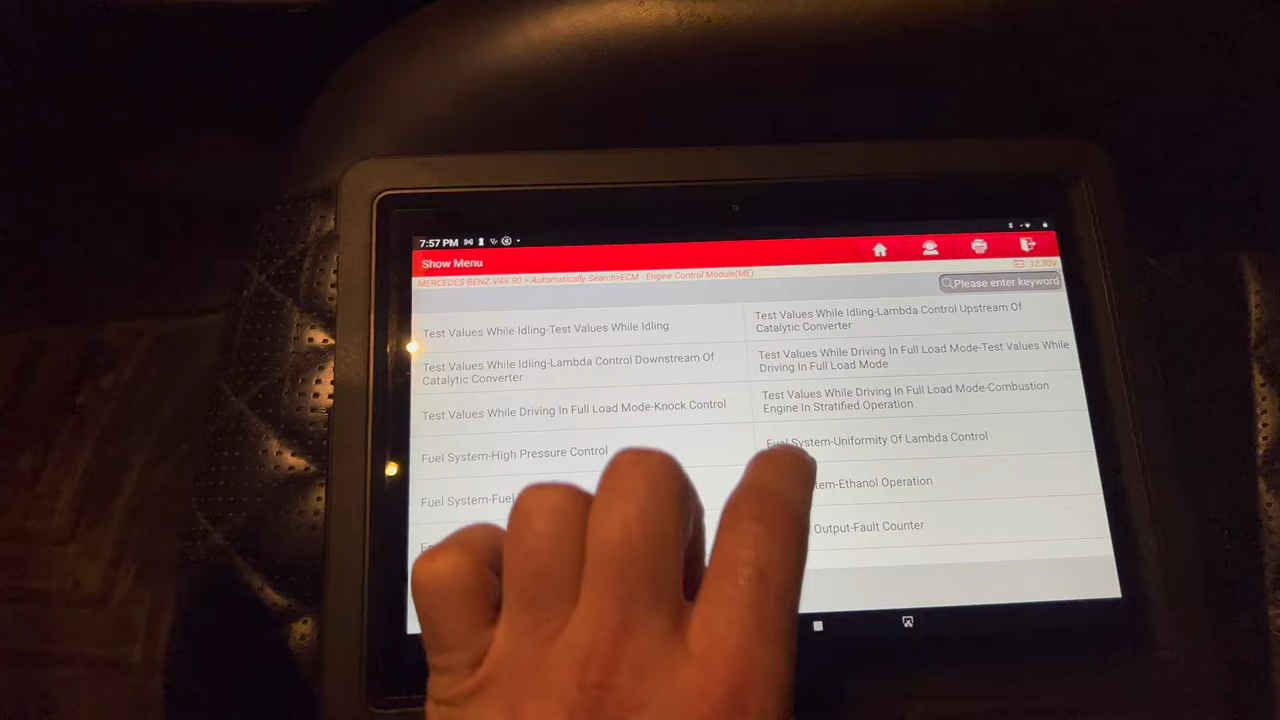 7:57 PM
Show Menu
MERCEDES BENZ V49.90 > Automatically Search>ECM - Engine Control Module(ME)
12.30V
Please enter keyword
Test Values While Idling-Test Values While Idling
Test Values While Idling-Lambda Control Upstream Of
Catalytic Converter
Test Values While Idling-Lambda Control Downstream Of
Catalytic Converter
Test Values While Driving In Full Load Mode-Test Values While
Driving In Full Load Mode
Test Values While Driving In Full Load Mode-Knock Control
Test Values While Driving In Full Load Mode-Combustion
Engine In Stratified Operation
Fuel System-High Pressure Control
Fuel System-Uniformity Of Lambda Control
Fuel System-Fuel
tem-Ethanol Operation
Output-Fault Counter